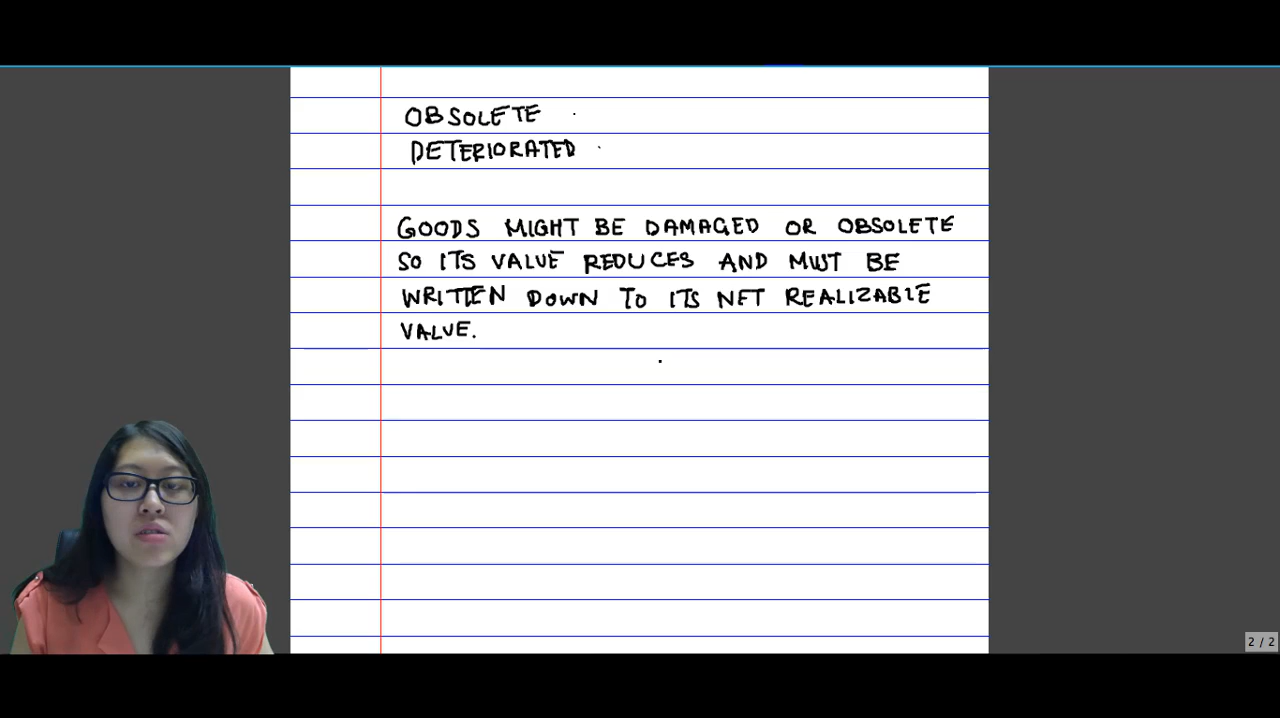 OBSOLETE
DETERIORATED
GOODS MIGHT BE DAMAGED OR OBSOLETE
SO ITS VALUE REDUCES AND MUST BE
WRITTEN DOWN TO ITS NET REALIZABLE
VALUE.
2 / 2